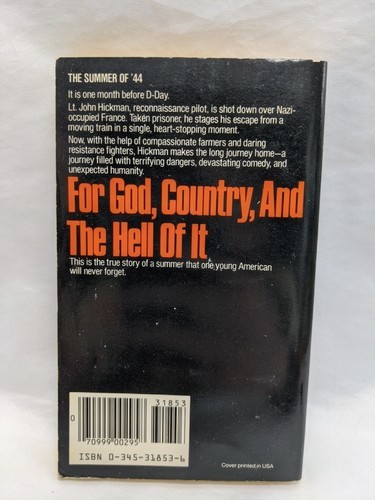 THE SUMMER OF '44
It is one month before D-Day.
Lt. John Hickman, reconnaissance pilot, is shot down over Nazi-
occupied France. Taken prisoner, he stages his escape from a
moving train in a single, heart-stopping moment.
Now, with the help of compassionate farmers and daring
resistance fighters, Hickman makes the long journey home—a
journey filled with terrifying dangers, devastating comedy, and
unexpected humanity.
For God, Country, And
The Hell Of It
This is the true story of a summer that one young American
will never forget.
31853
0
70999 00295
ISBN 0-345-31853-6
Cover printed in USA